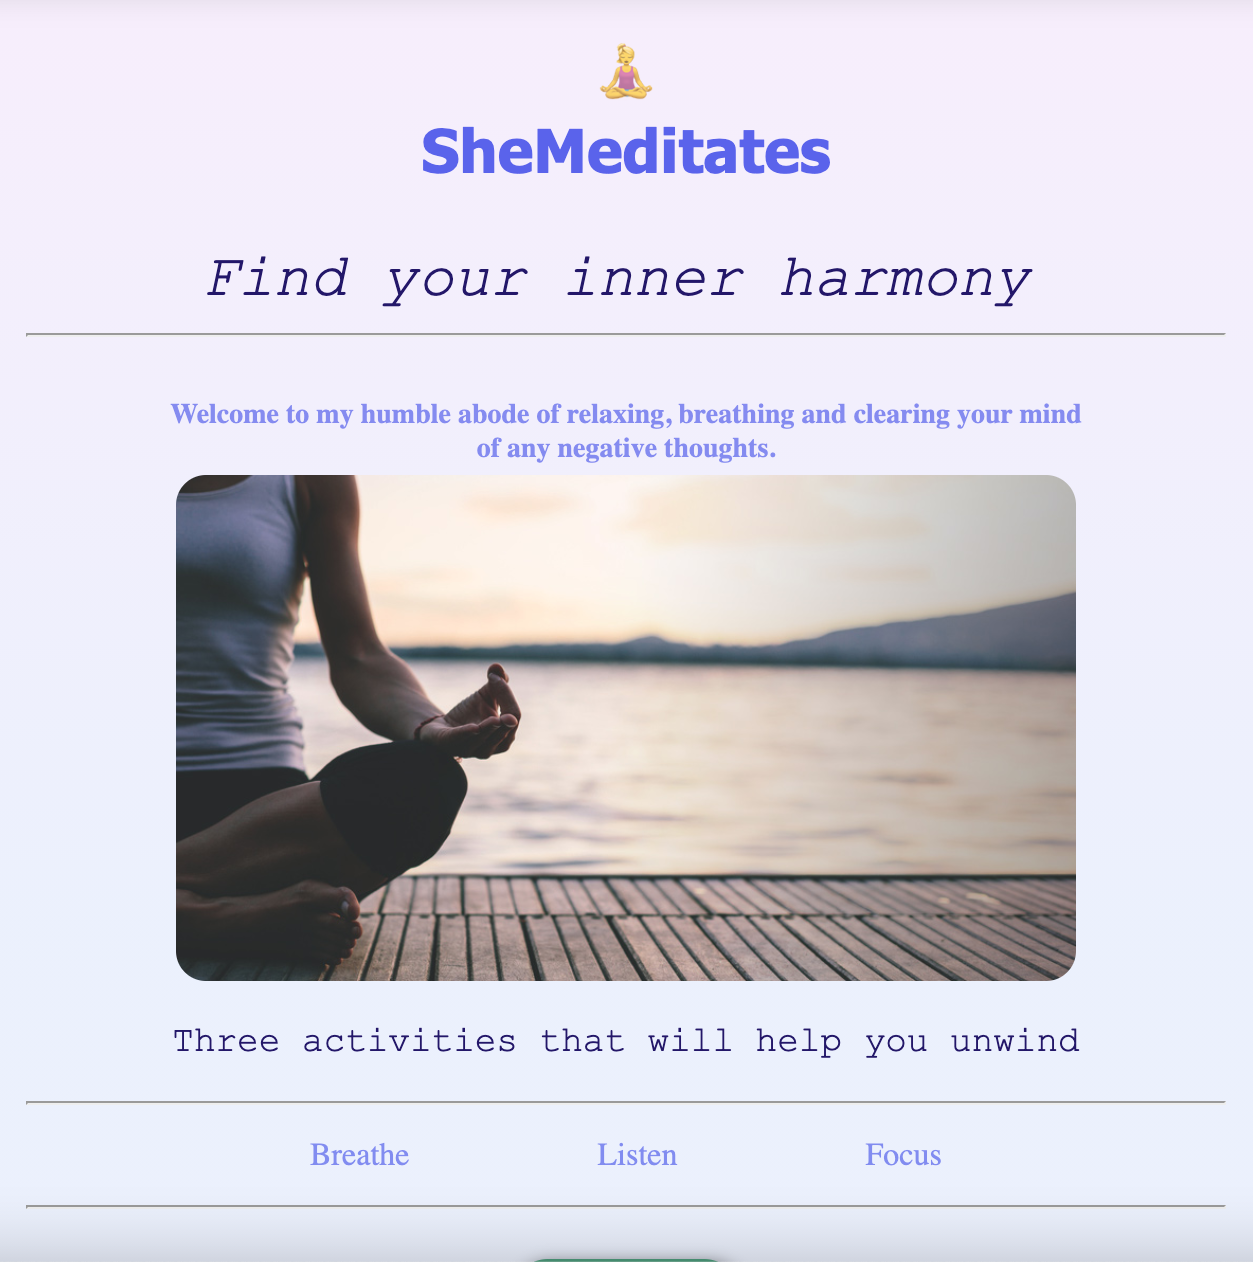 SheMeditates
Find your inner harmony
Welcome to my humble abode of relaxing, breathing and clearing your mind
of any negative thoughts.
Three activities that will help you unwind
Breathe Listen Focus